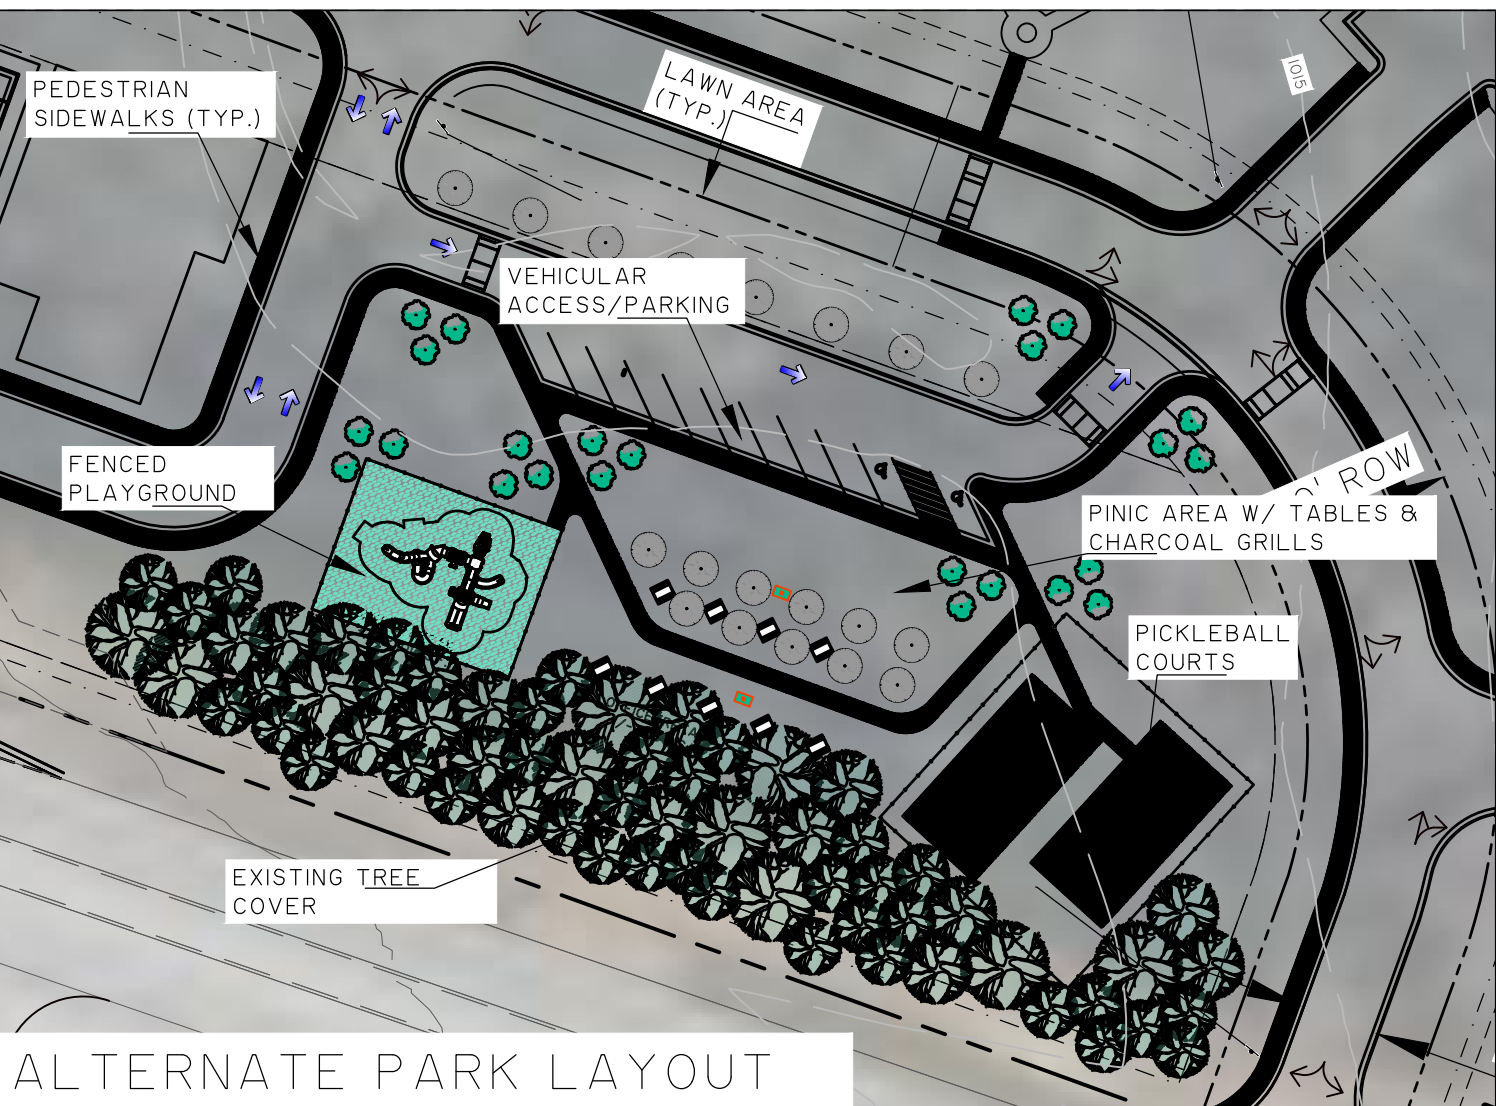 PEDESTRIAN
SIDEWALKS (TYP.)
LAWN AREA
(TYP.)
1015
VEHICULAR
ACCESS/PARKING
FENCED
PLAYGROUND
ROW
PINIC AREA W/ TABLES &
CHARCOAL GRILLS
PICKLEBALL
COURTS
EXISTING TREE
COVER
ALTERNATE PARK LAYOUT